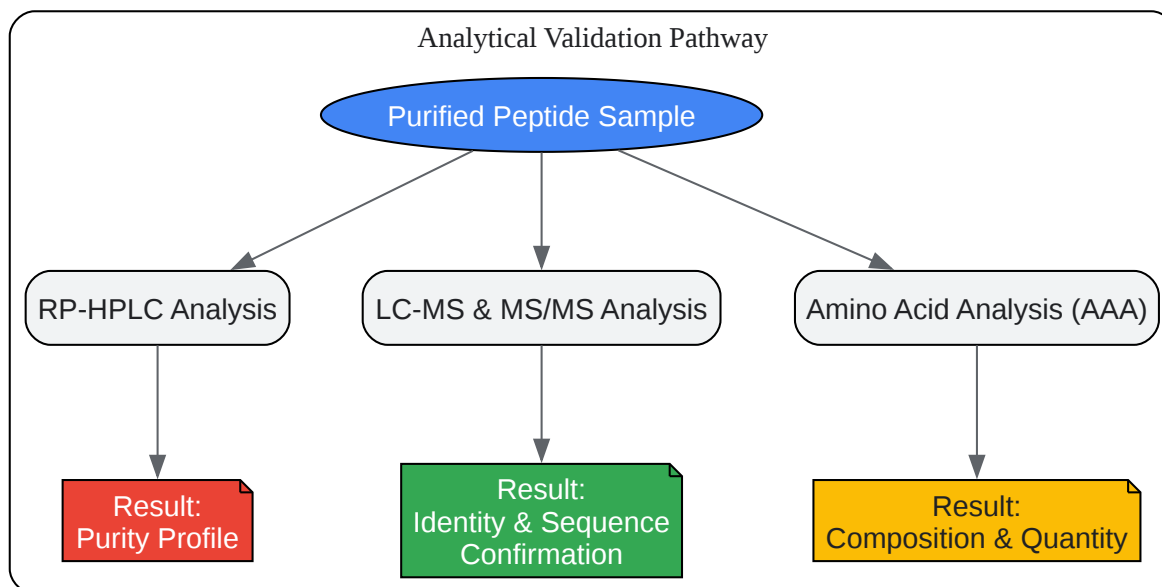 Analytical Validation Pathway
Purified Peptide Sample
RP-HPLC Analysis
LC-MS & MS/MS Analysis
Amino Acid Analysis (AAA)
Result:
Purity Profile
Result:
Identity & Sequence
Confirmation
Result:
Composition & Quantity